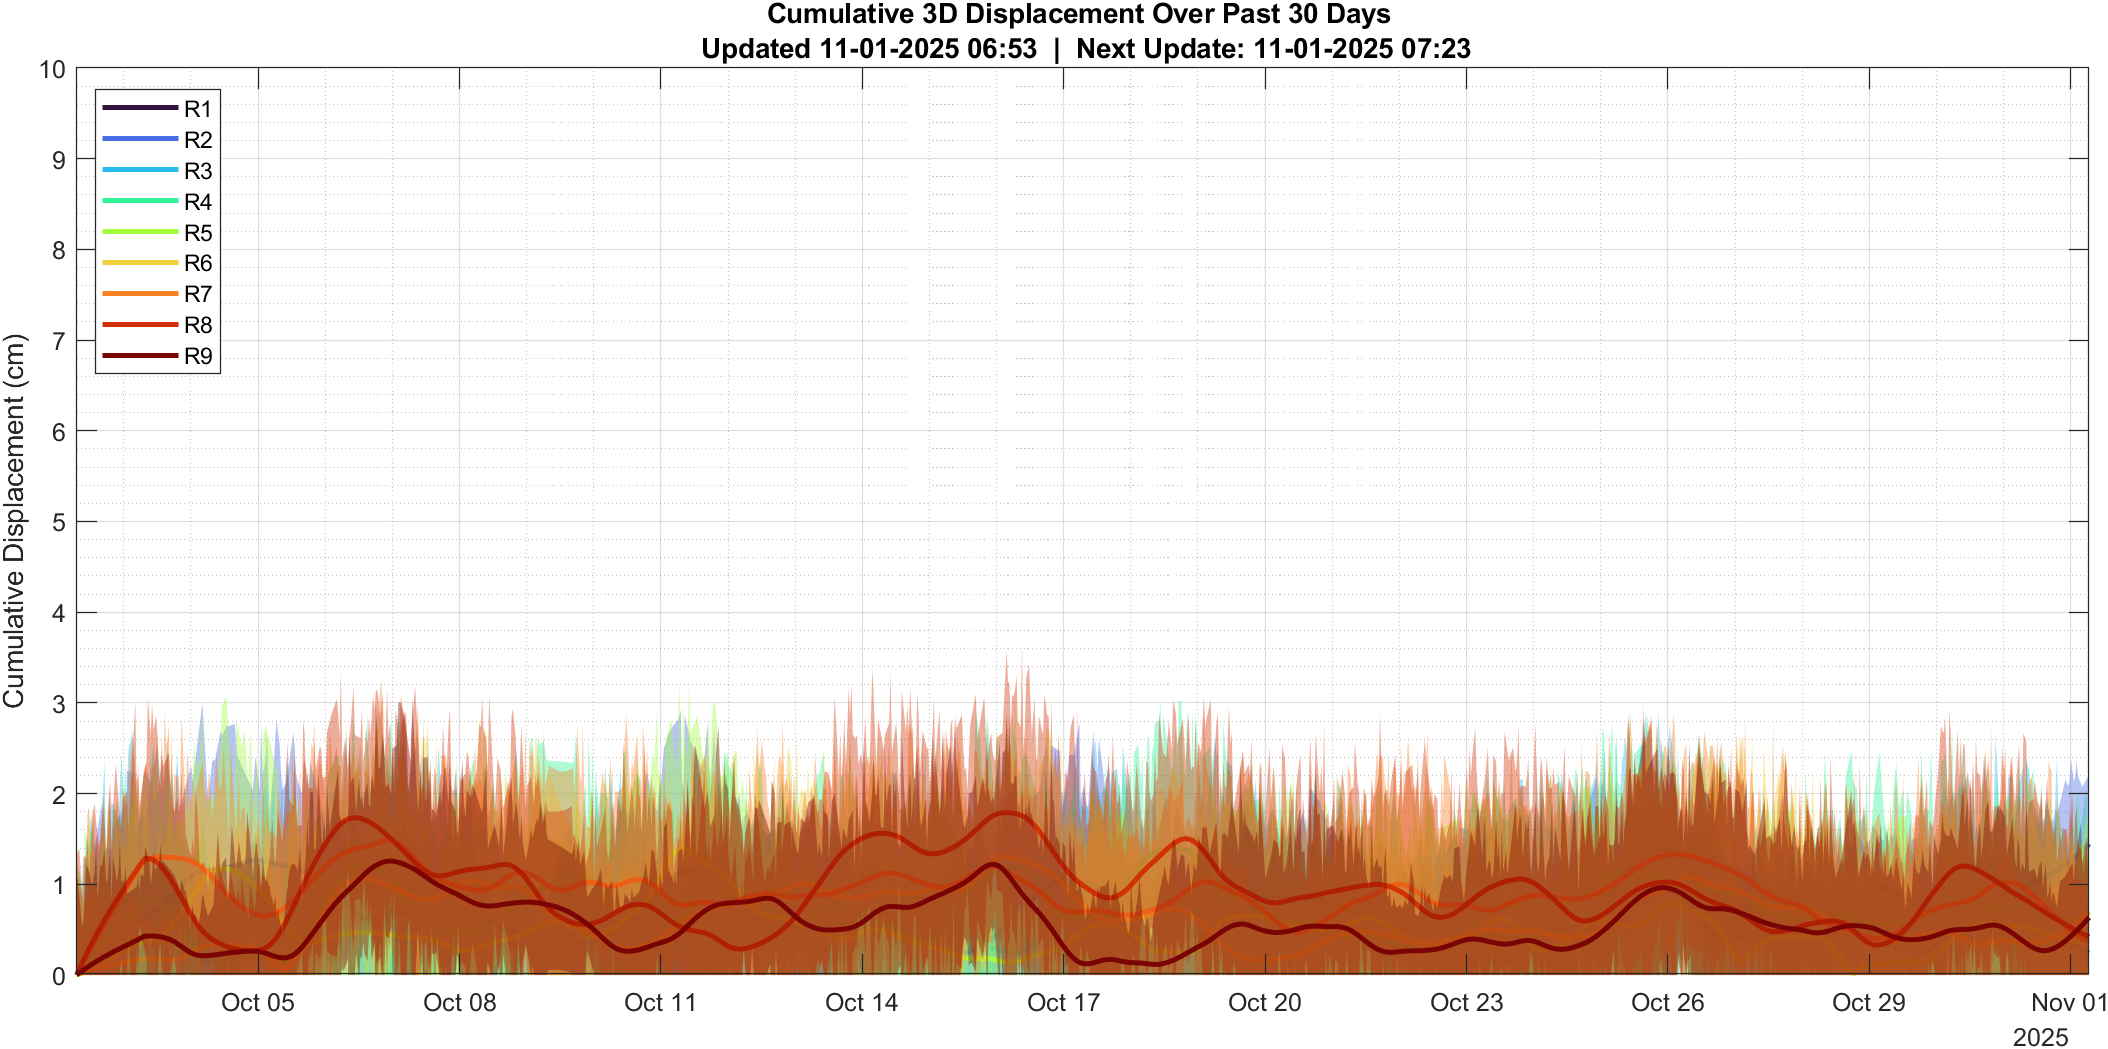 Cumulative 3D Displacement Over Past 30 Days
Updated 11-01-2025 06:53 | Next Update: 11-01-2025 07:23
Cumulative Displacement (cm)
10
9
8
7
6
5
4
3
2
1
0
R1
R2
R3
R4
R5
R6
R7
R8
R9
Oct 05 Oct 08 Oct 11 Oct 14 Oct 17 Oct 20 Oct 23 Oct 26 Oct 29 Nov 01
2025